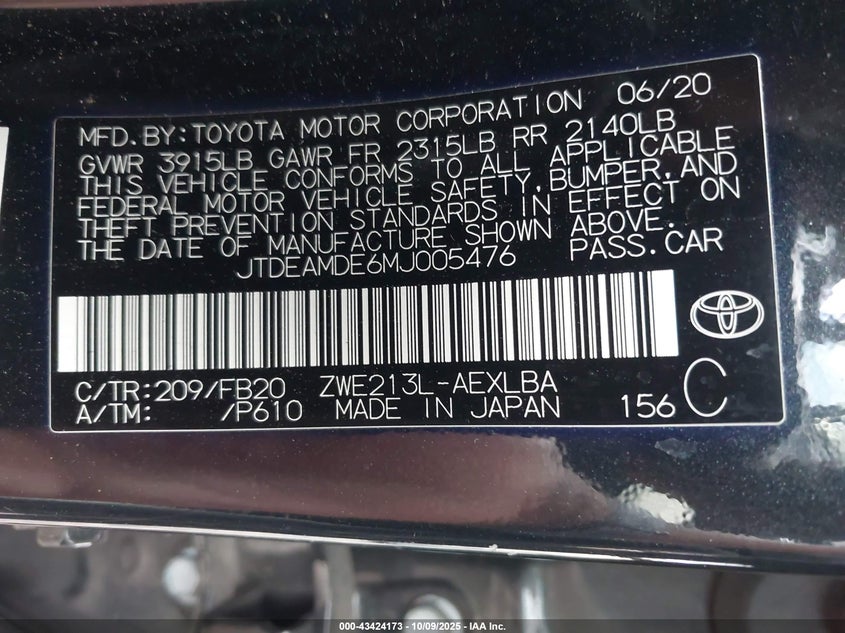 MFD.BY:TOYOTA MOTOR CORPORATION 06/20
GVWR 3915LB GAWR FR 2315LB RR 2140LB
THIS VEHICLE CONFORMS TO ALL APPLICABLE
FEDERAL MOTOR VEHICLE SAFETY,BUMPER,AND
THEFT PREVENTION STANDARDS IN EFFECT ON
THE DATE OF MANUFACTURE SHOWN ABOVE.
JTDEAMDE6MJ005476 PASS.CAR
C/TR:209/FB20 ZWE213L-AEXLBA
A/TM: /P610 MADE IN JAPAN 156 C
000-43424173 - 10/09/2025 - IAA Inc.